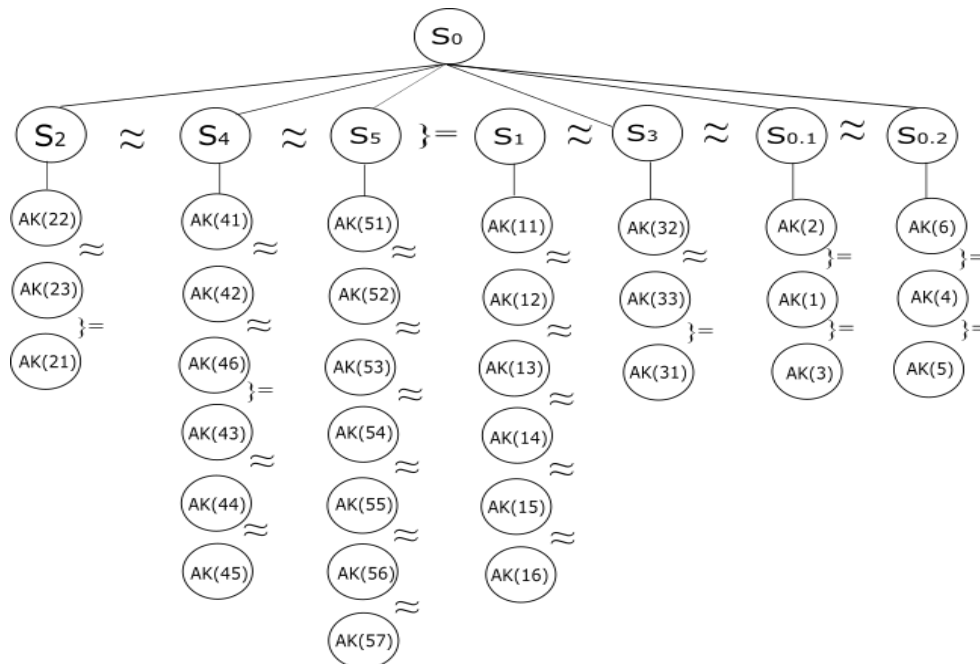 S0
S2 ≈ S4 ≈ S5 }= S1 ≈ S3 ≈ S0.1 ≈ S0.2
AK(22) AK(41) AK(51) AK(11) AK(32) AK(2) AK(6)
≈ ≈ ≈ ≈ ≈ }= }=
AK(23) AK(42) AK(52) AK(12) AK(33) AK(1) AK(4)
}= ≈ ≈ ≈ }= }= }=
AK(21) AK(46) AK(53) AK(13) AK(31) AK(3) AK(5)
}= ≈ ≈
AK(43) AK(54) AK(14)
≈ ≈ ≈
AK(44) AK(55) AK(15)
≈ ≈ ≈
AK(45) AK(56) AK(16)
≈
AK(57)